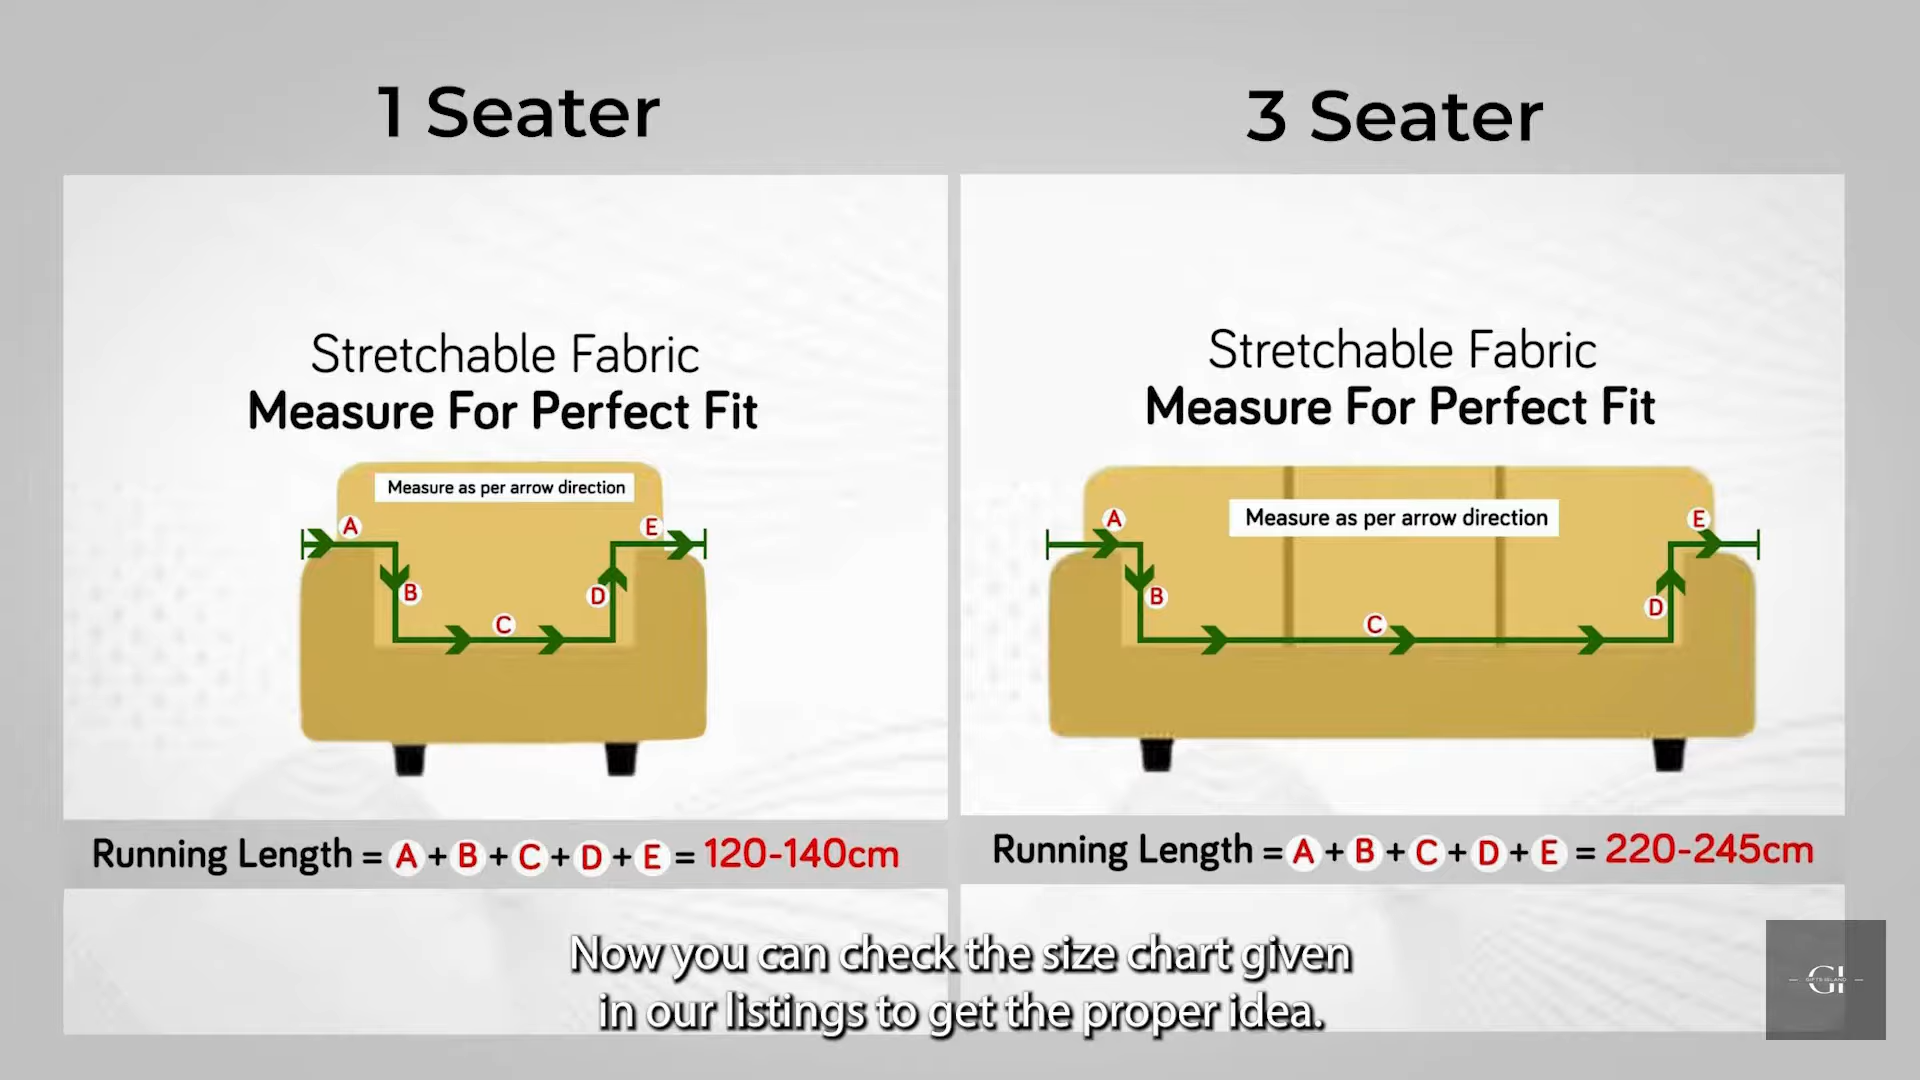 1 Seater
Stretchable Fabric
Measure For Perfect Fit
Measure as per arrow direction
A
E
B
D
C
Running Length = A + B + C + D + E = 120-140cm
3 Seater
Stretchable Fabric
Measure For Perfect Fit
Measure as per arrow direction
A
E
B
D
C
Running Length = A + B + C + D + E = 220-245cm
Now you can check the size chart given
in our listings to get the proper idea.
GI
GIFTS ISLAND